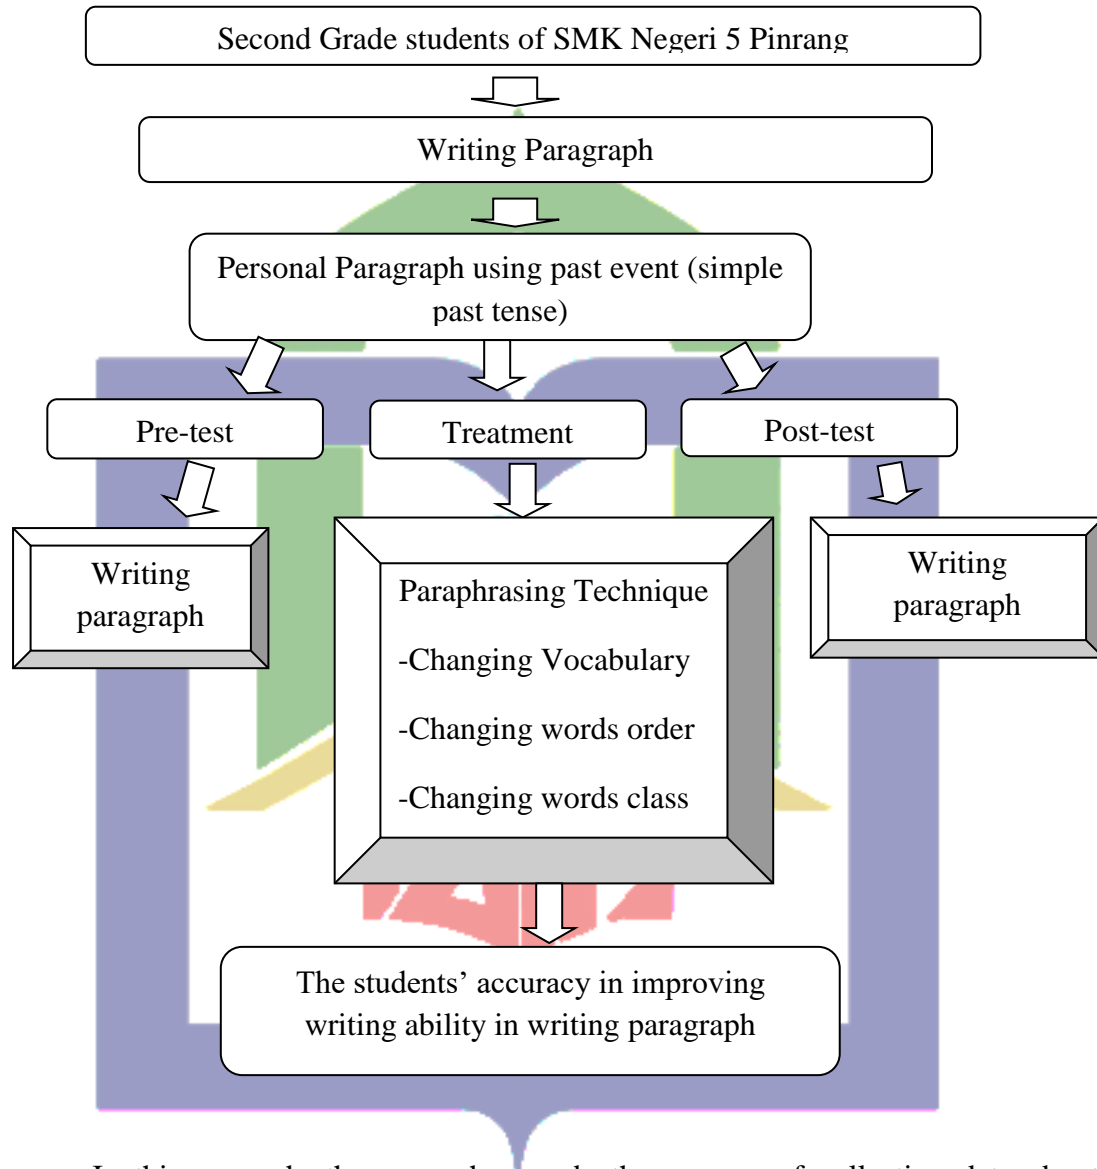 Second Grade students of SMK Negeri 5 Pinrang
Writing Paragraph
Personal Paragraph using past event (simple
past tense)
Pre-test
Treatment
Post-test
Writing
paragraph
Paraphrasing Technique
-Changing Vocabulary
-Changing words order
-Changing words class
Writing
paragraph
The students’ accuracy in improving
writing ability in writing paragraph